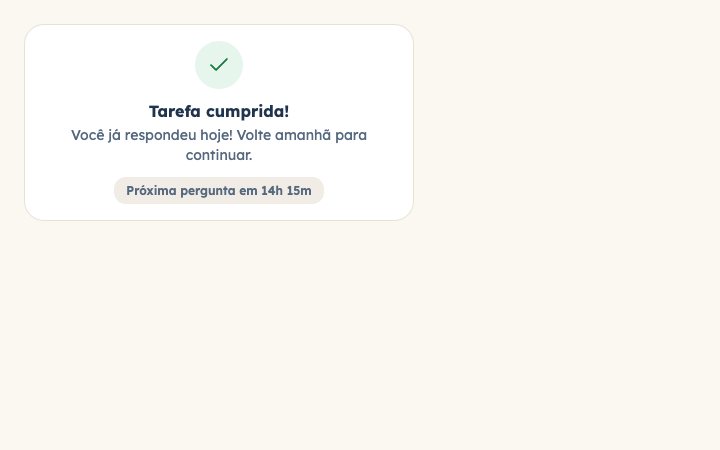 Tarefa cumprida!
Você já respondeu hoje! Volte amanhã para
continuar.
Próxima pergunta em 14h 15m